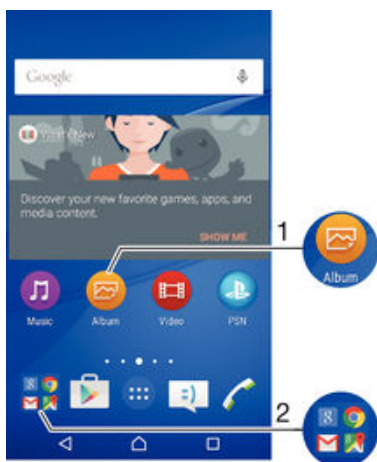 Google
What's New
Discover your new favorite games, apps, and
media content.
SHOW ME
1
Album
Music
Album
Video
PSN
2